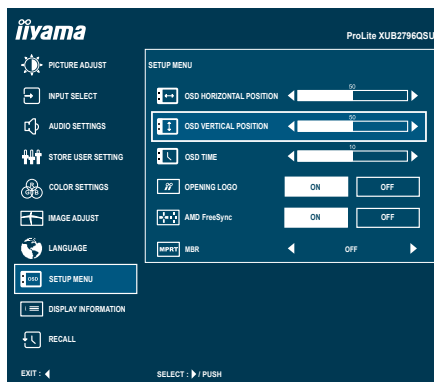 iiyama
ProLite XUB2796QSU
PICTURE ADJUST
INPUT SELECT
AUDIO SETTINGS
STORE USER SETTING
R G B
COLOR SETTINGS
IMAGE ADJUST
LANGUAGE
OSD
SETUP MENU
DISPLAY INFORMATION
RECALL
SETUP MENU
OSD HORIZONTAL POSITION
50
OSD VERTICAL POSITION
50
OSD TIME
10
OPENING LOGO
ON
OFF
AMD FreeSync
ON
OFF
MPRT
MBR
OFF
EXIT :
SELECT : / PUSH